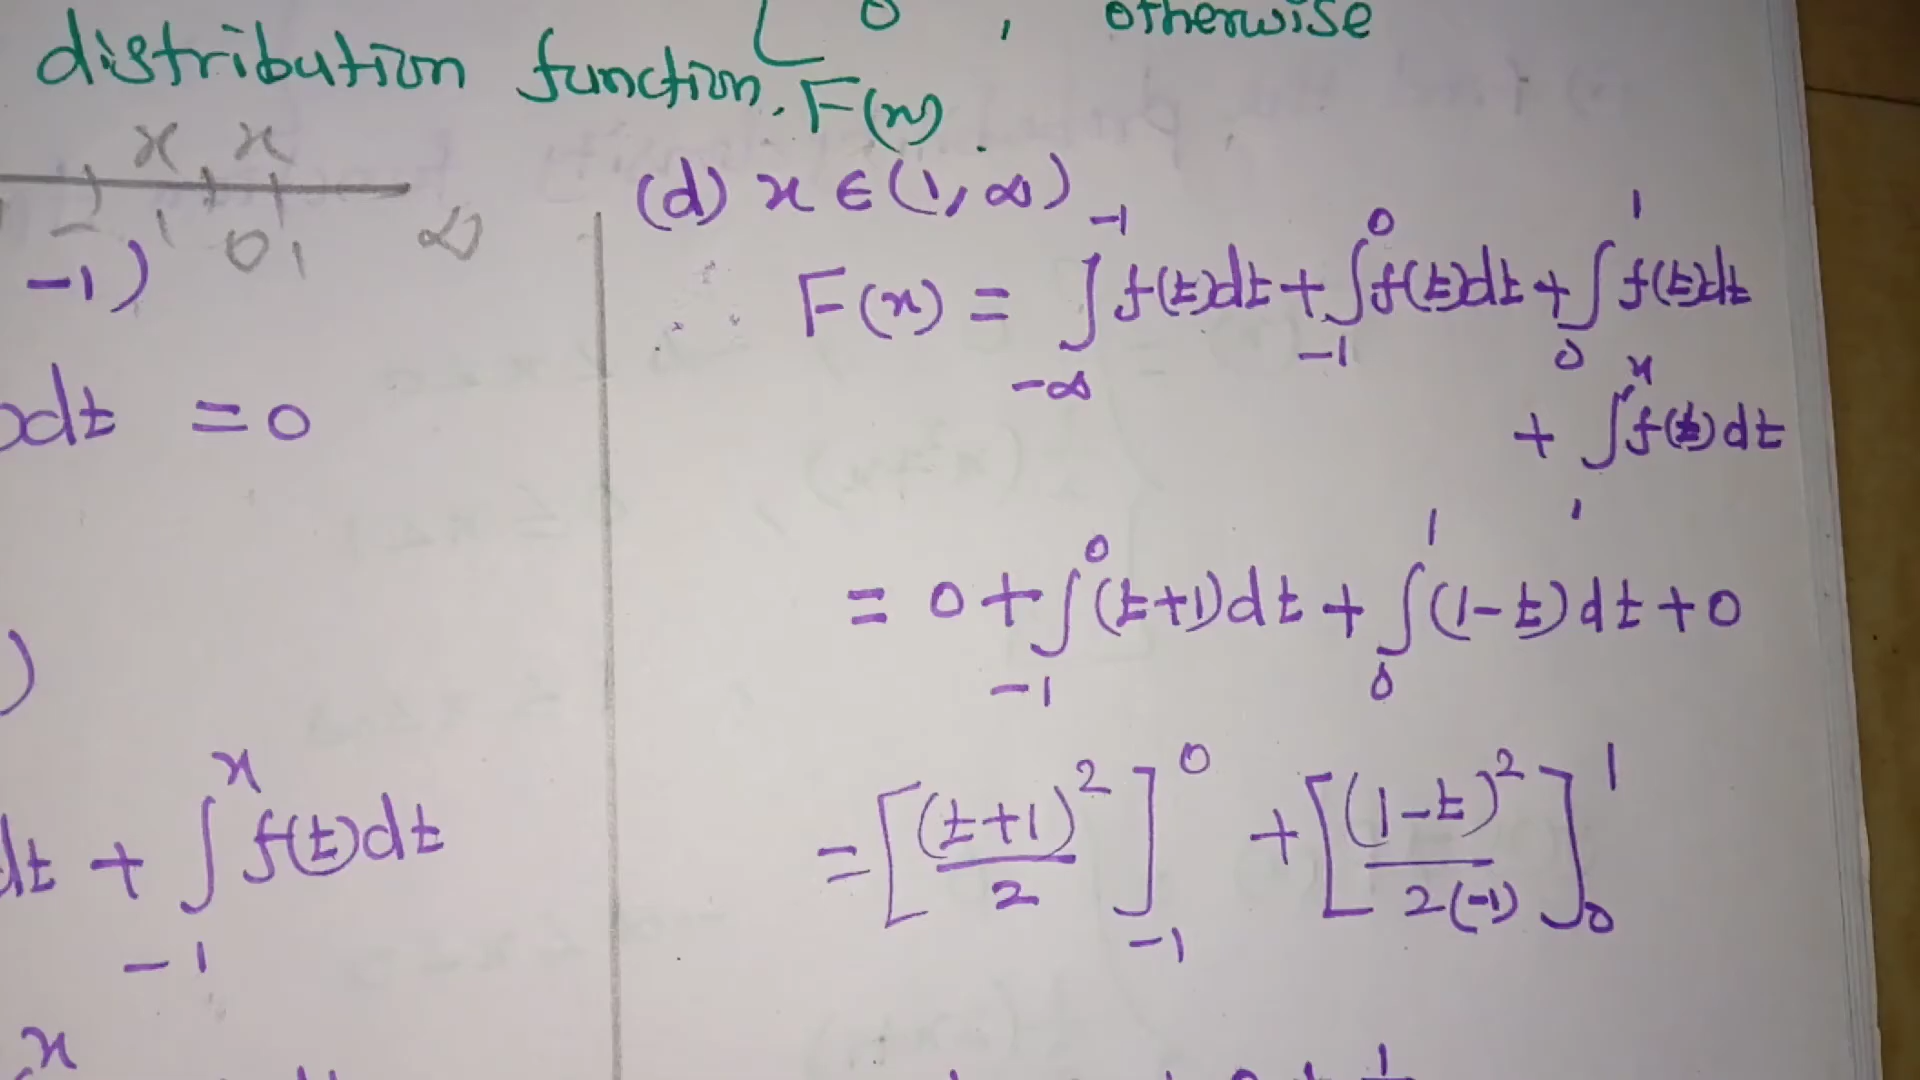 0 , otherwise
distribution function. F(x)
x x
-1 0 1 ∞
-1)
dt = 0
)
dt + ∫_{-1}^{x} f(t)dt
x
(d) x ∈ (1, ∞)
∴ F(x) = ∫_{-∞}^{-1} f(t)dt + ∫_{-1}^{0} f(t)dt + ∫_{0}^{1} f(t)dt
+ ∫_{1}^{x} f(t)dt
= 0 + ∫_{-1}^{0} (t+1)dt + ∫_{0}^{1} (1-t)dt + 0
= [(t+1)^2/2]_{-1}^{0} + [(1-t)^2/2(-1)]_{0}^{1}